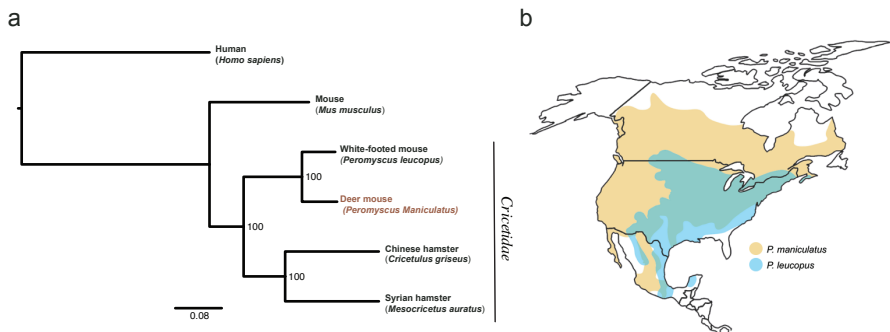 a
Human
(Homo sapiens)
Mouse
(Mus musculus)
White-footed mouse
(Peromyscus leucopus)
100
Deer mouse
(Peromyscus Maniculatus)
100
Chinese hamster
(Cricetulus griseus)
100
Syrian hamster
(Mesocricetus auratus)
0.08
Cricetidae
b
P. maniculatus
P. leucopus